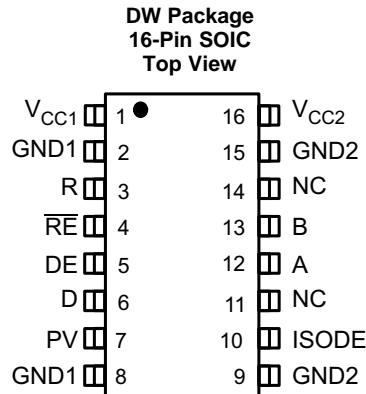 DW Package
16-Pin SOIC
Top View
VCC1 1 16 VCC2
GND1 2 15 GND2
R 3 14 NC
R̅E̅ 4 13 B
DE 5 12 A
D 6 11 NC
PV 7 10 ISODE
GND1 8 9 GND2